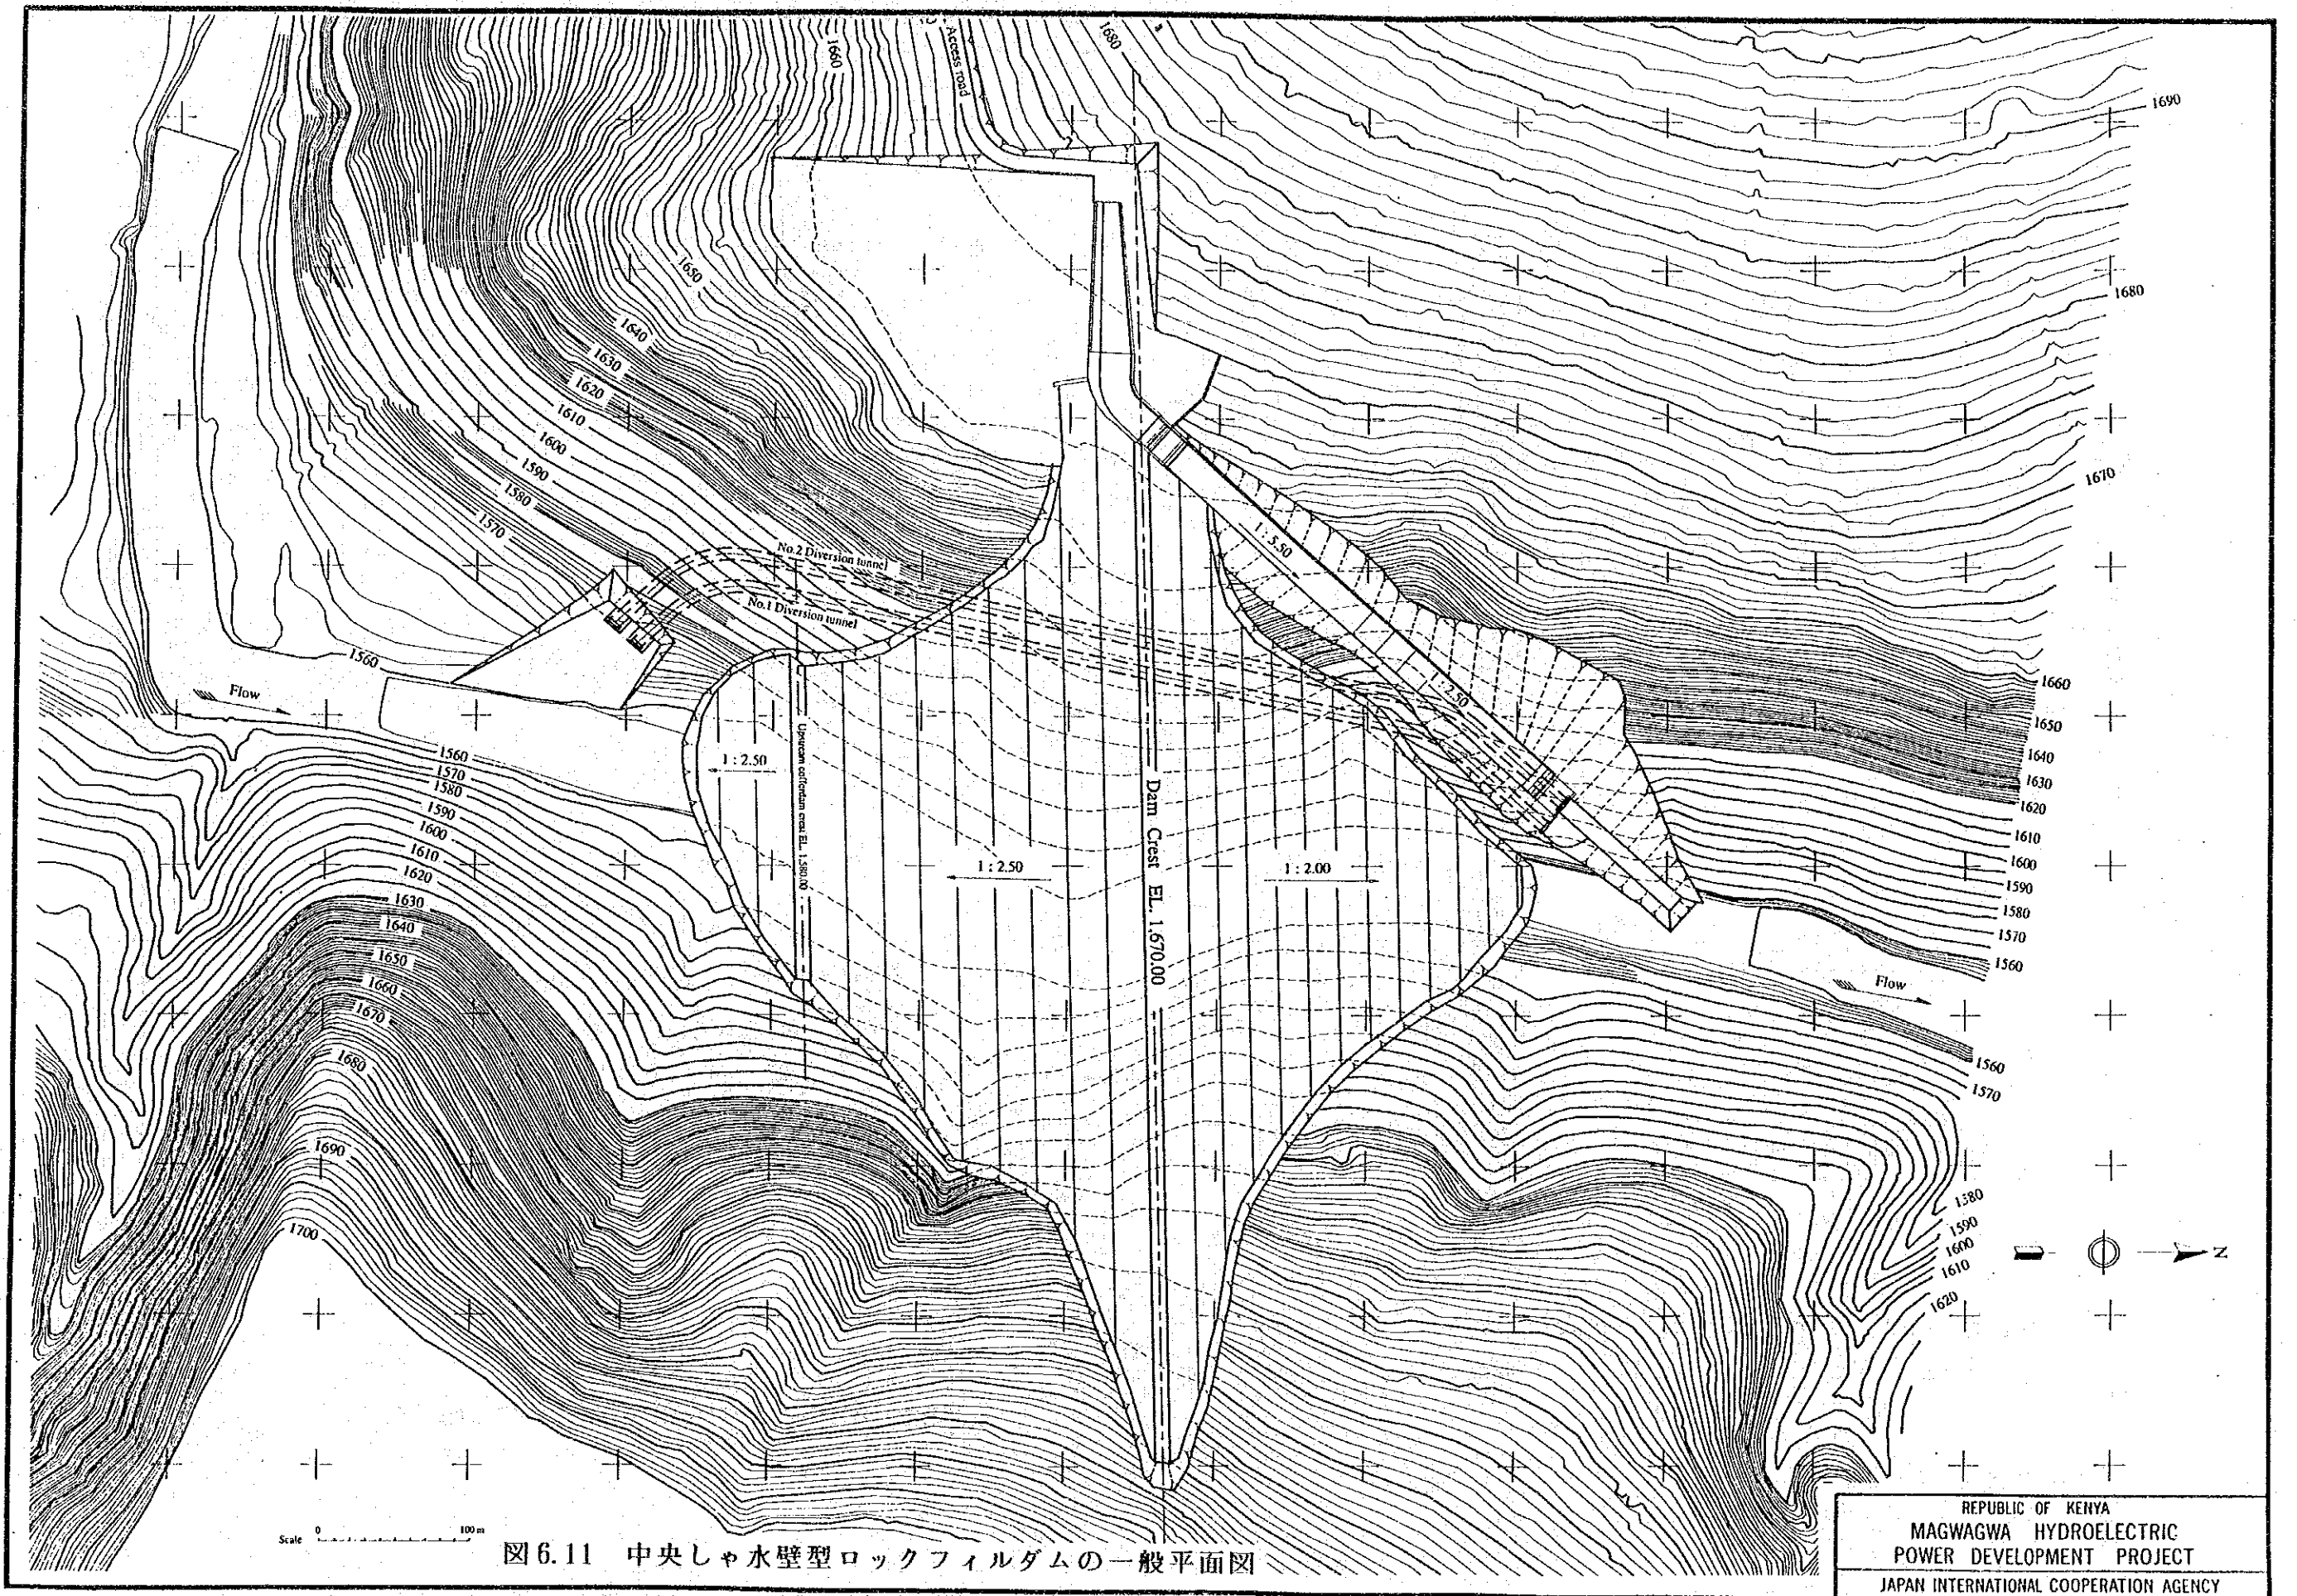 1660
Access road
1680
1690
1650
1680
1640
1630
1620
1610
1600
1590
1580
1570
1670
No.2 Diversion tunnel
No.1 Diversion tunnel
1 : 5.50
1 : 2.50
1560
Flow
1660
1650
1640
1630
1620
1610
1600
1590
1580
1570
1560
1560
1570
1580
1590
1600
1610
1620
1630
1640
1650
1660
1670
1680
1690
1700
1 : 2.50
Upstream cofferdam crest EL. 1,580.00
1 : 2.50
Dam Crest EL. 1,670.00
1 : 2.00
Flow
1560
1570
1580
1590
1600
1610
1620
N
Scale 0 100 m
図 6.11 中央しゃ水壁型ロックフィルダムの一般平面図
REPUBLIC OF KENYA
MAGWAGWA HYDROELECTRIC
POWER DEVELOPMENT PROJECT
JAPAN INTERNATIONAL COOPERATION AGENCY